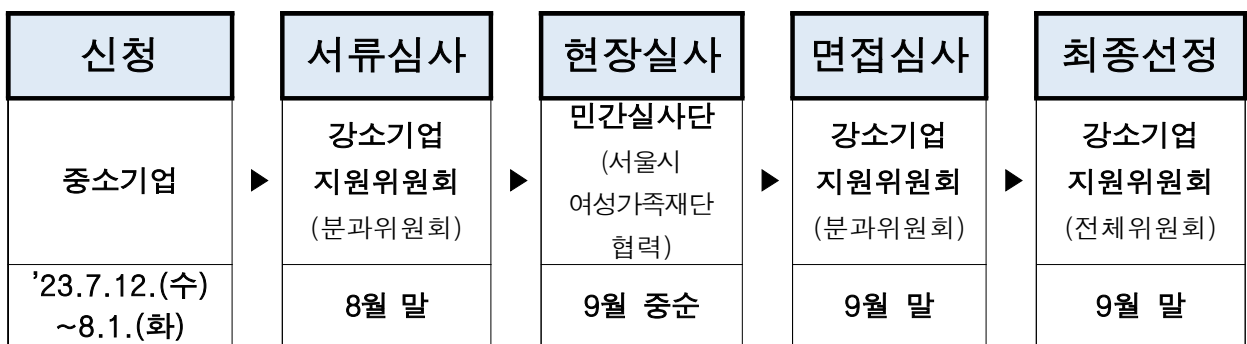 신청
서류심사
현장실사
면접심사
최종선정
중소기업
▶
강소기업
지원위원회
(분과위원회)
▶
민간실사단
(서울시
여성가족재단
협력)
▶
강소기업
지원위원회
(분과위원회)
▶
강소기업
지원위원회
(전체위원회)
’23.7.12.(수)
~8.1.(화)
8월 말
9월 중순
9월 말
9월 말